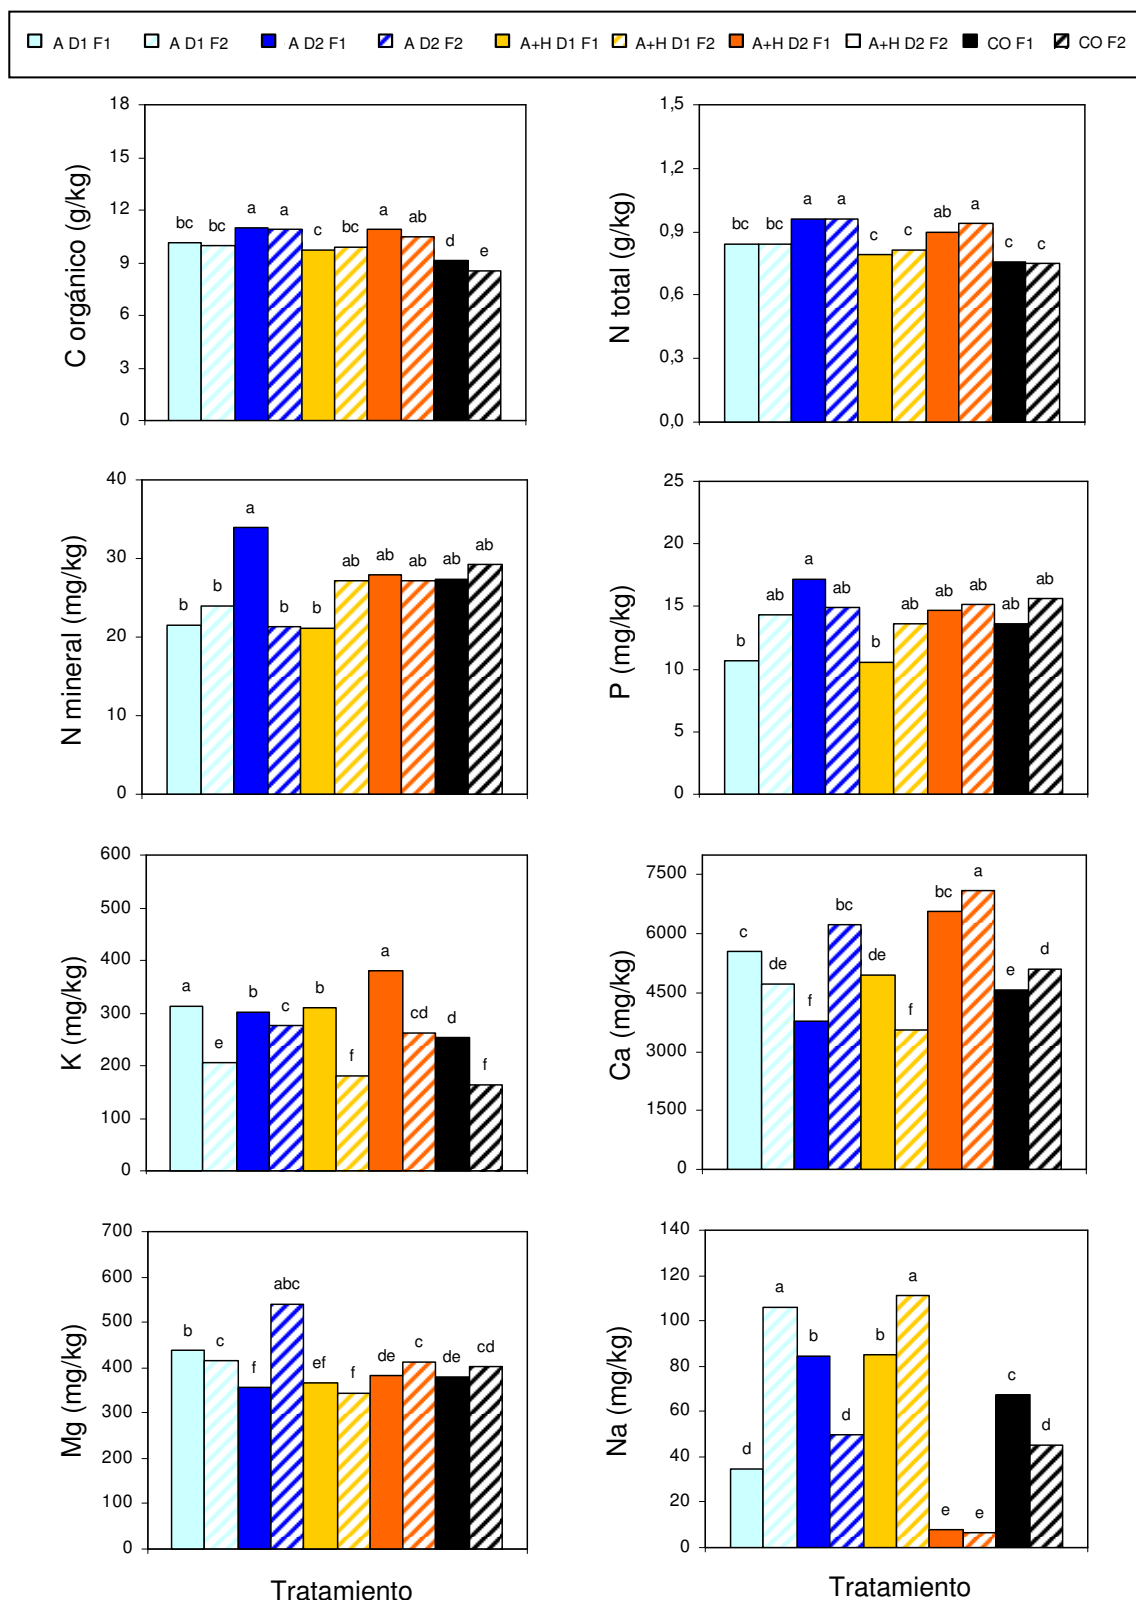 A D1 F1 A D1 F2 A D2 F1 A D2 F2 A+H D1 F1 A+H D1 F2 A+H D2 F1 A+H D2 F2 CO F1 CO F2
C orgánico (g/kg)
18
15
12
9
6
3
0
bc bc a a c bc a ab d e
N total (g/kg)
1,5
1,2
0,9
0,6
0,3
0,0
bc bc a a c c ab a c c
N mineral (mg/kg)
40
30
20
10
0
b b a b b ab ab ab ab ab
P (mg/kg)
25
20
15
10
5
0
b ab a ab b ab ab ab ab ab
K (mg/kg)
600
500
400
300
200
100
0
a e b c b f a cd d f
Ca (mg/kg)
7500
6000
4500
3000
1500
0
c de f bc de f bc a e d
Mg (mg/kg)
700
600
500
400
300
200
100
0
b c f abc ef f de c de cd
Tratamiento
Na (mg/kg)
140
120
100
80
60
40
20
0
d a b d b a e e c d
Tratamiento